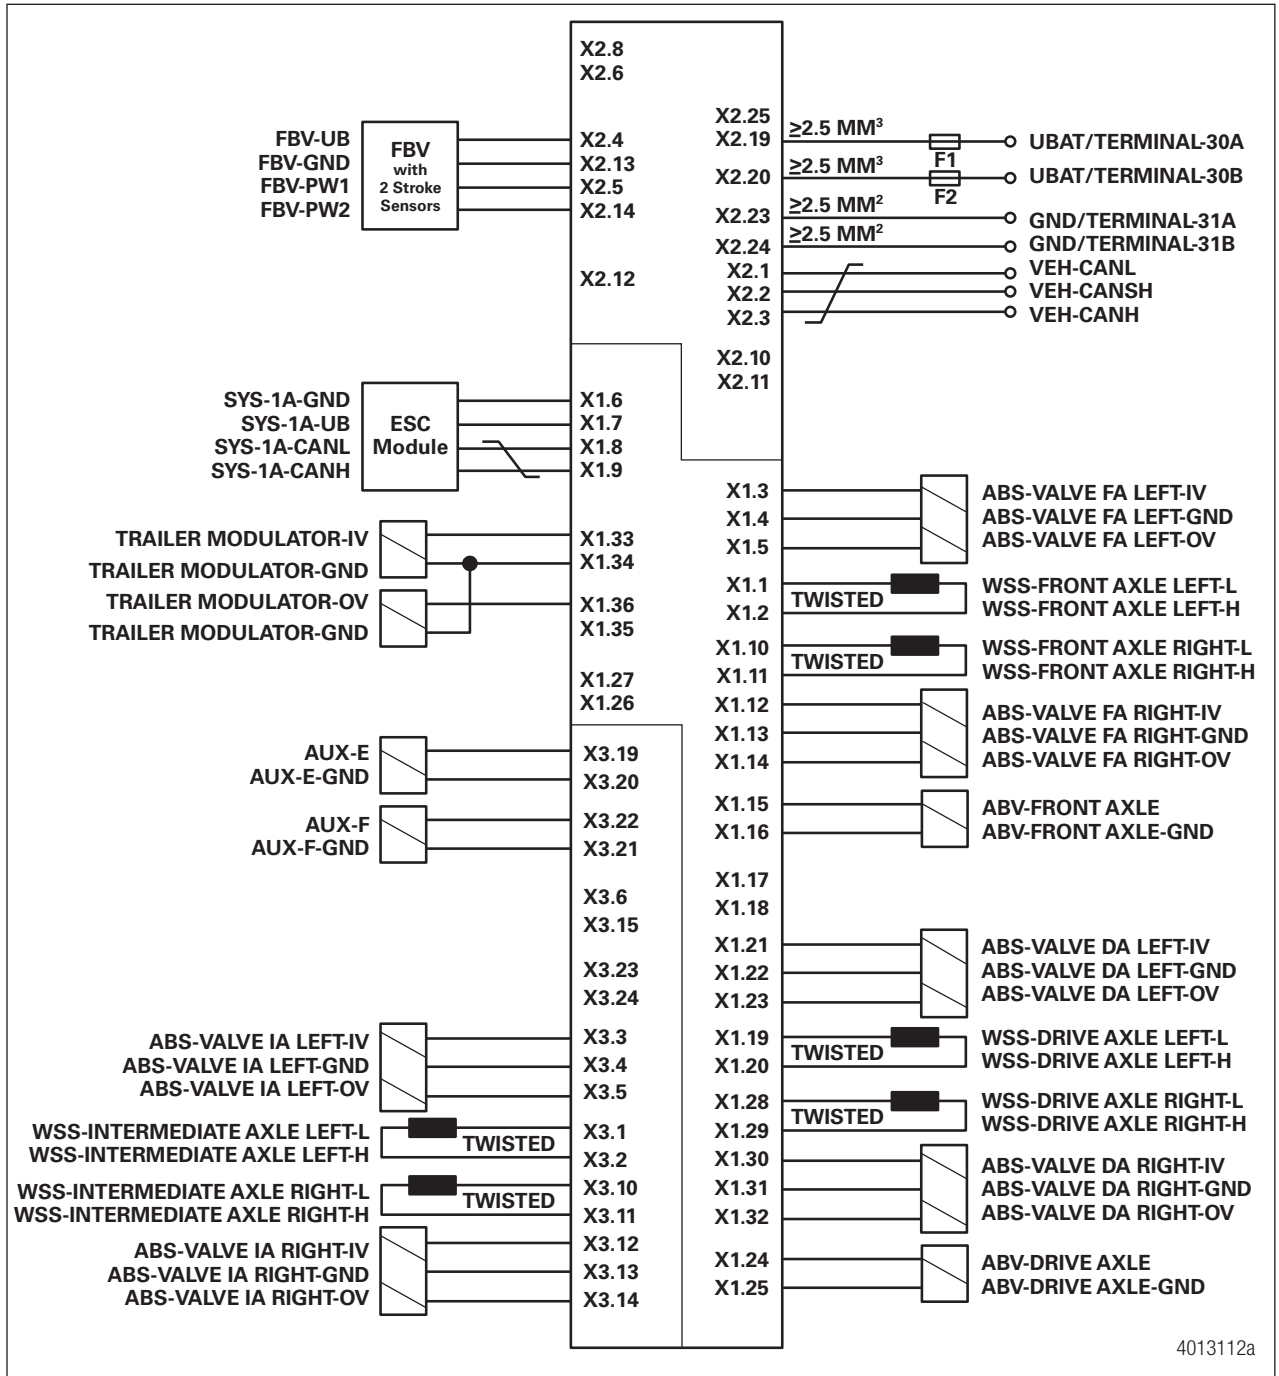 X2.8
X2.6
FBV-UB
FBV-GND
FBV-PW1
FBV-PW2
FBV
with
2 Stroke
Sensors
X2.4
X2.13
X2.5
X2.14
X2.12
X2.25
X2.19
X2.20
X2.23
X2.24
X2.1
X2.2
X2.3
X2.10
X2.11
≥2.5 MM³
F1
≥2.5 MM³
F2
≥2.5 MM²
≥2.5 MM²
UBAT/TERMINAL-30A
UBAT/TERMINAL-30B
GND/TERMINAL-31A
GND/TERMINAL-31B
VEH-CANL
VEH-CANSH
VEH-CANH
SYS-1A-GND
SYS-1A-UB
SYS-1A-CANL
SYS-1A-CANH
ESC
Module
X1.6
X1.7
X1.8
X1.9
TRAILER MODULATOR-IV
TRAILER MODULATOR-GND
TRAILER MODULATOR-OV
TRAILER MODULATOR-GND
X1.33
X1.34
X1.36
X1.35
X1.27
X1.26
AUX-E
AUX-E-GND
X3.19
X3.20
AUX-F
AUX-F-GND
X3.22
X3.21
X3.6
X3.15
X3.23
X3.24
ABS-VALVE IA LEFT-IV
ABS-VALVE IA LEFT-GND
ABS-VALVE IA LEFT-OV
X3.3
X3.4
X3.5
WSS-INTERMEDIATE AXLE LEFT-L
WSS-INTERMEDIATE AXLE LEFT-H
TWISTED
X3.1
X3.2
WSS-INTERMEDIATE AXLE RIGHT-L
WSS-INTERMEDIATE AXLE RIGHT-H
TWISTED
X3.10
X3.11
ABS-VALVE IA RIGHT-IV
ABS-VALVE IA RIGHT-GND
ABS-VALVE IA RIGHT-OV
X3.12
X3.13
X3.14
X1.3
X1.4
X1.5
ABS-VALVE FA LEFT-IV
ABS-VALVE FA LEFT-GND
ABS-VALVE FA LEFT-OV
X1.1
X1.2
TWISTED
WSS-FRONT AXLE LEFT-L
WSS-FRONT AXLE LEFT-H
X1.10
X1.11
TWISTED
WSS-FRONT AXLE RIGHT-L
WSS-FRONT AXLE RIGHT-H
X1.12
X1.13
X1.14
ABS-VALVE FA RIGHT-IV
ABS-VALVE FA RIGHT-GND
ABS-VALVE FA RIGHT-OV
X1.15
X1.16
ABV-FRONT AXLE
ABV-FRONT AXLE-GND
X1.17
X1.18
X1.21
X1.22
X1.23
ABS-VALVE DA LEFT-IV
ABS-VALVE DA LEFT-GND
ABS-VALVE DA LEFT-OV
X1.19
X1.20
TWISTED
WSS-DRIVE AXLE LEFT-L
WSS-DRIVE AXLE LEFT-H
X1.28
X1.29
TWISTED
WSS-DRIVE AXLE RIGHT-L
WSS-DRIVE AXLE RIGHT-H
X1.30
X1.31
X1.32
ABS-VALVE DA RIGHT-IV
ABS-VALVE DA RIGHT-GND
ABS-VALVE DA RIGHT-OV
X1.24
X1.25
ABV-DRIVE AXLE
ABV-DRIVE AXLE-GND
4013112a